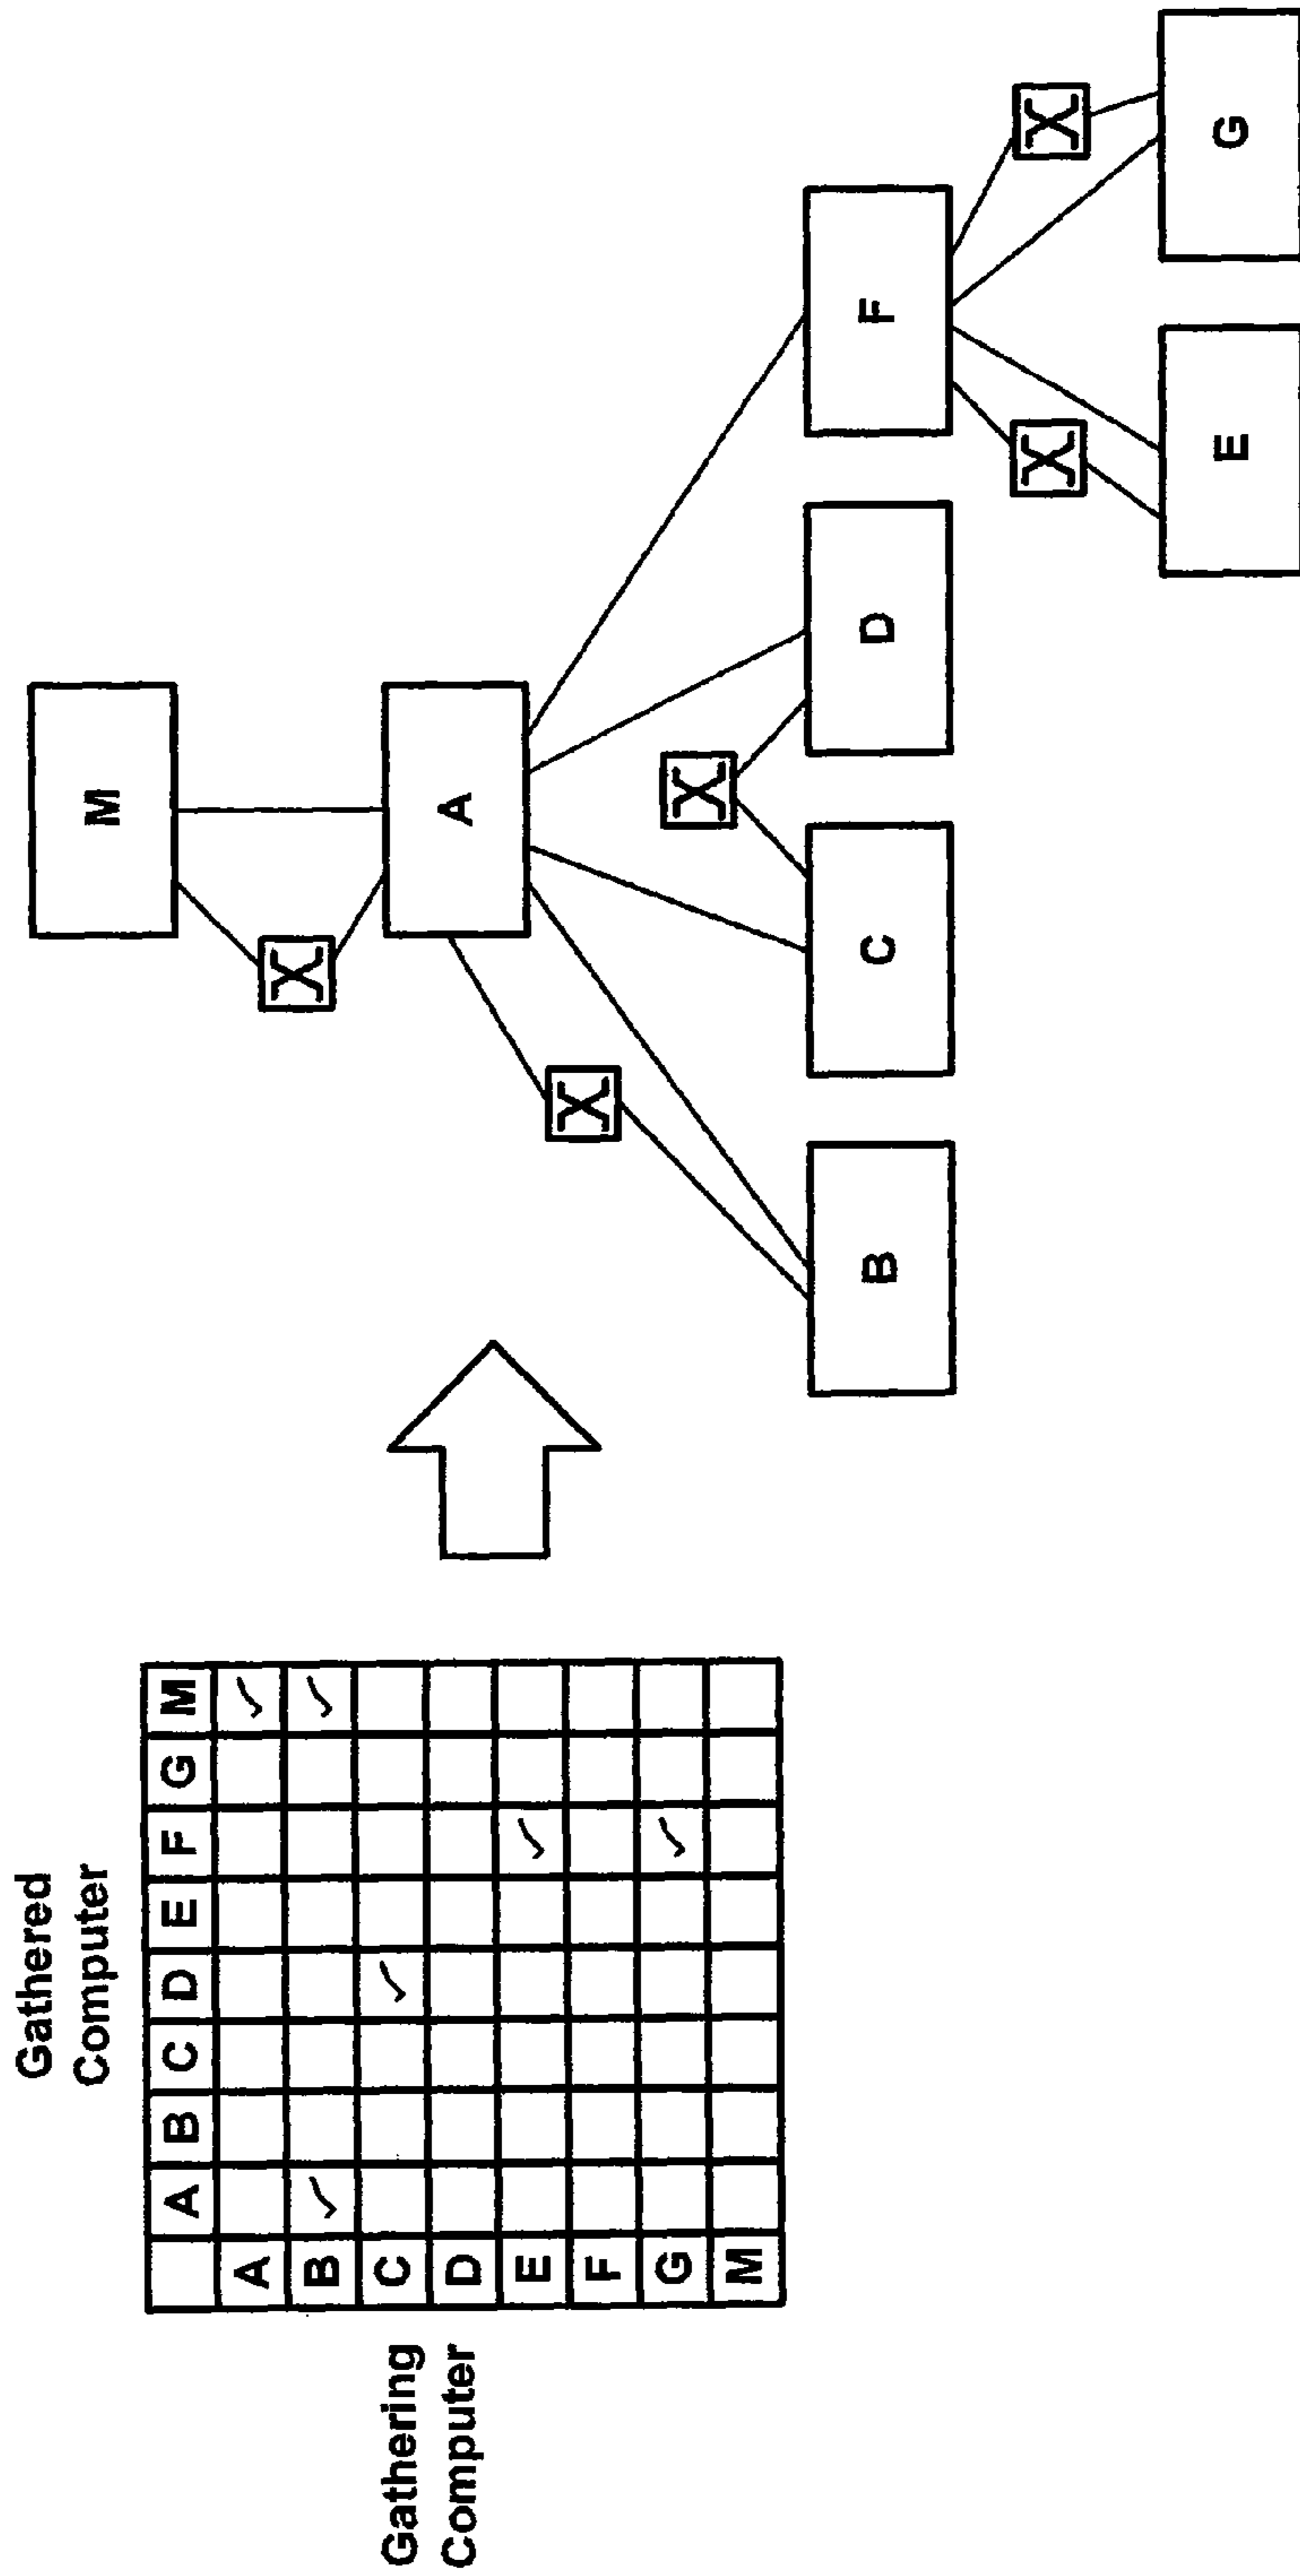 Gathered
Computer
A B C D E F G M
A ✓
B ✓ ✓
C ✓
D
E ✓
F
G ✓
M
Gathering
Computer
M
A
B
C
D
F
E
G